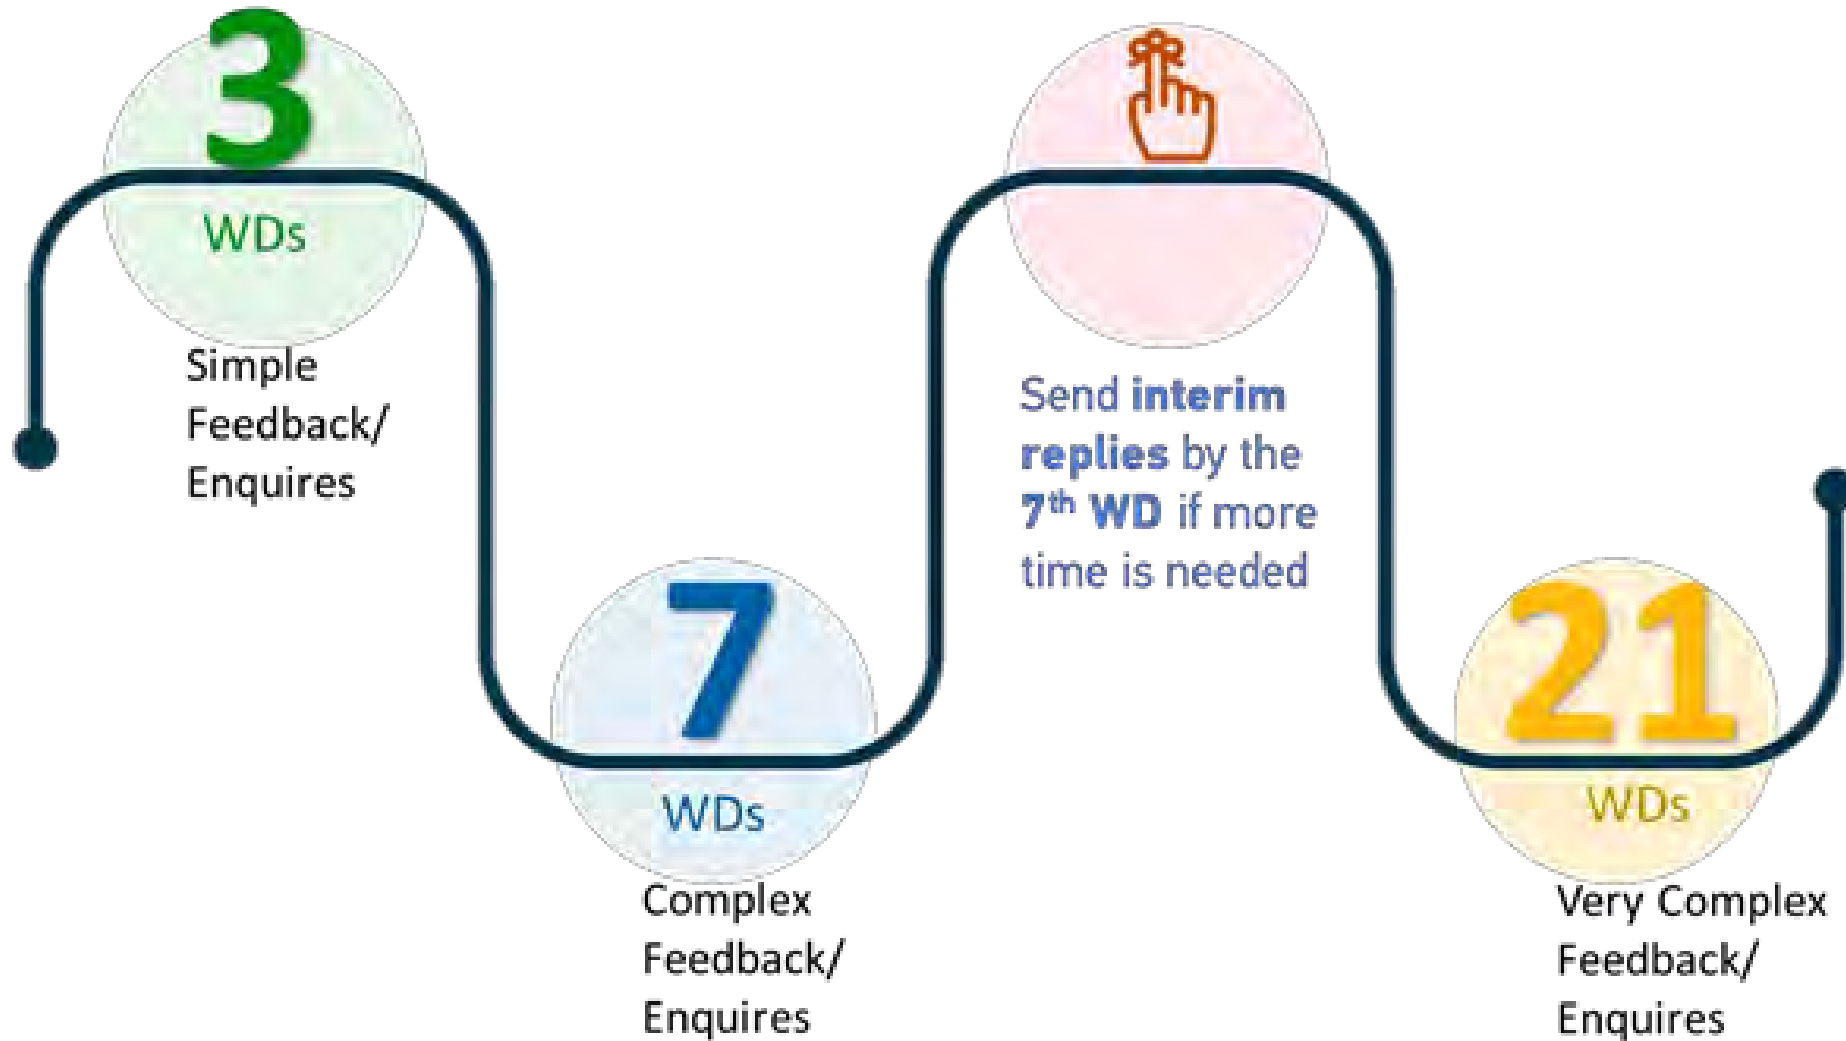 3
WDs
Simple
Feedback/
Enquires
7
WDs
Complex
Feedback/
Enquires
Send interim
replies by the
7th WD if more
time is needed
21
WDs
Very Complex
Feedback/
Enquires